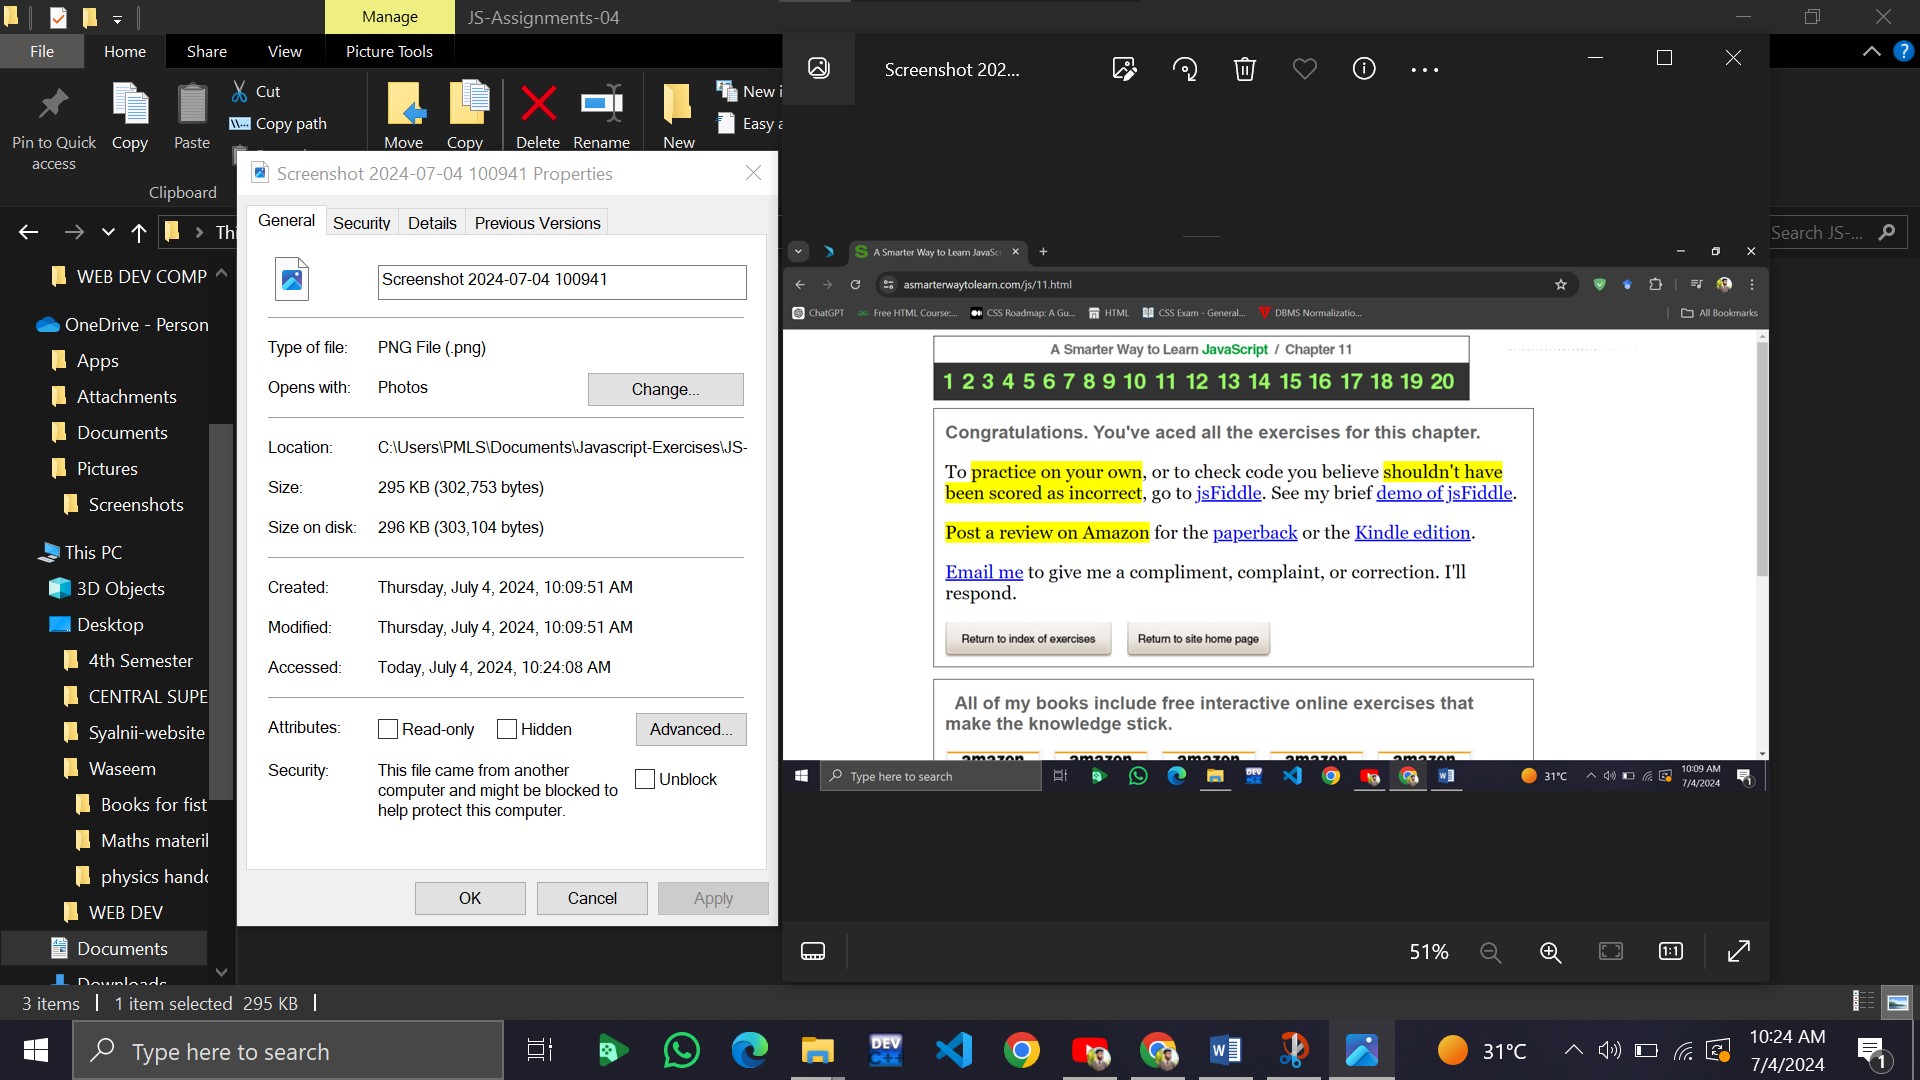 Manage
JS-Assignments-04
File
Home
Share
View
Picture Tools
Pin to Quick access
Copy
Paste
Cut
Copy path
Move
Copy
Delete
Rename
New
New i
Easy a
Clipboard
Thi
Search JS-...
WEB DEV COMP
OneDrive - Person
Apps
Attachments
Documents
Pictures
Screenshots
This PC
3D Objects
Desktop
4th Semester
CENTRAL SUPE
Syalnii-website
Waseem
Books for fist
Maths materil
physics handc
WEB DEV
Documents
Downloads
3 items
1 item selected 295 KB
Screenshot 2024-07-04 100941 Properties
General
Security
Details
Previous Versions
Screenshot 2024-07-04 100941
Type of file: PNG File (.png)
Opens with: Photos
Change...
Location: C:\Users\PMLS\Documents\Javascript-Exercises\JS-
Size: 295 KB (302,753 bytes)
Size on disk: 296 KB (303,104 bytes)
Created: Thursday, July 4, 2024, 10:09:51 AM
Modified: Thursday, July 4, 2024, 10:09:51 AM
Accessed: Today, July 4, 2024, 10:24:08 AM
Attributes: Read-only Hidden
Advanced...
Security: This file came from another
computer and might be blocked to
help protect this computer.
Unblock
OK
Cancel
Apply
Screenshot 202...
A Smarter Way to Learn JavaSc
asmarterwaytolearn.com/js/11.html
ChatGPT
Free HTML Course:...
CSS Roadmap: A Gu...
HTML
CSS Exam - General...
DBMS Normalizatio...
All Bookmarks
A Smarter Way to Learn JavaScript / Chapter 11
1 2 3 4 5 6 7 8 9 10 11 12 13 14 15 16 17 18 19 20
Congratulations. You've aced all the exercises for this chapter.
To practice on your own, or to check code you believe shouldn't have
been scored as incorrect, go to jsFiddle. See my brief demo of jsFiddle.
Post a review on Amazon for the paperback or the Kindle edition.
Email me to give me a compliment, complaint, or correction. I'll
respond.
Return to index of exercises
Return to site home page
All of my books include free interactive online exercises that
make the knowledge stick.
amazon amazon amazon amazon amazon
Type here to search
DEV
31°C
10:09 AM
7/4/2024
1
51%
1:1
Type here to search
DEV
C++
31°C
10:24 AM
7/4/2024
1